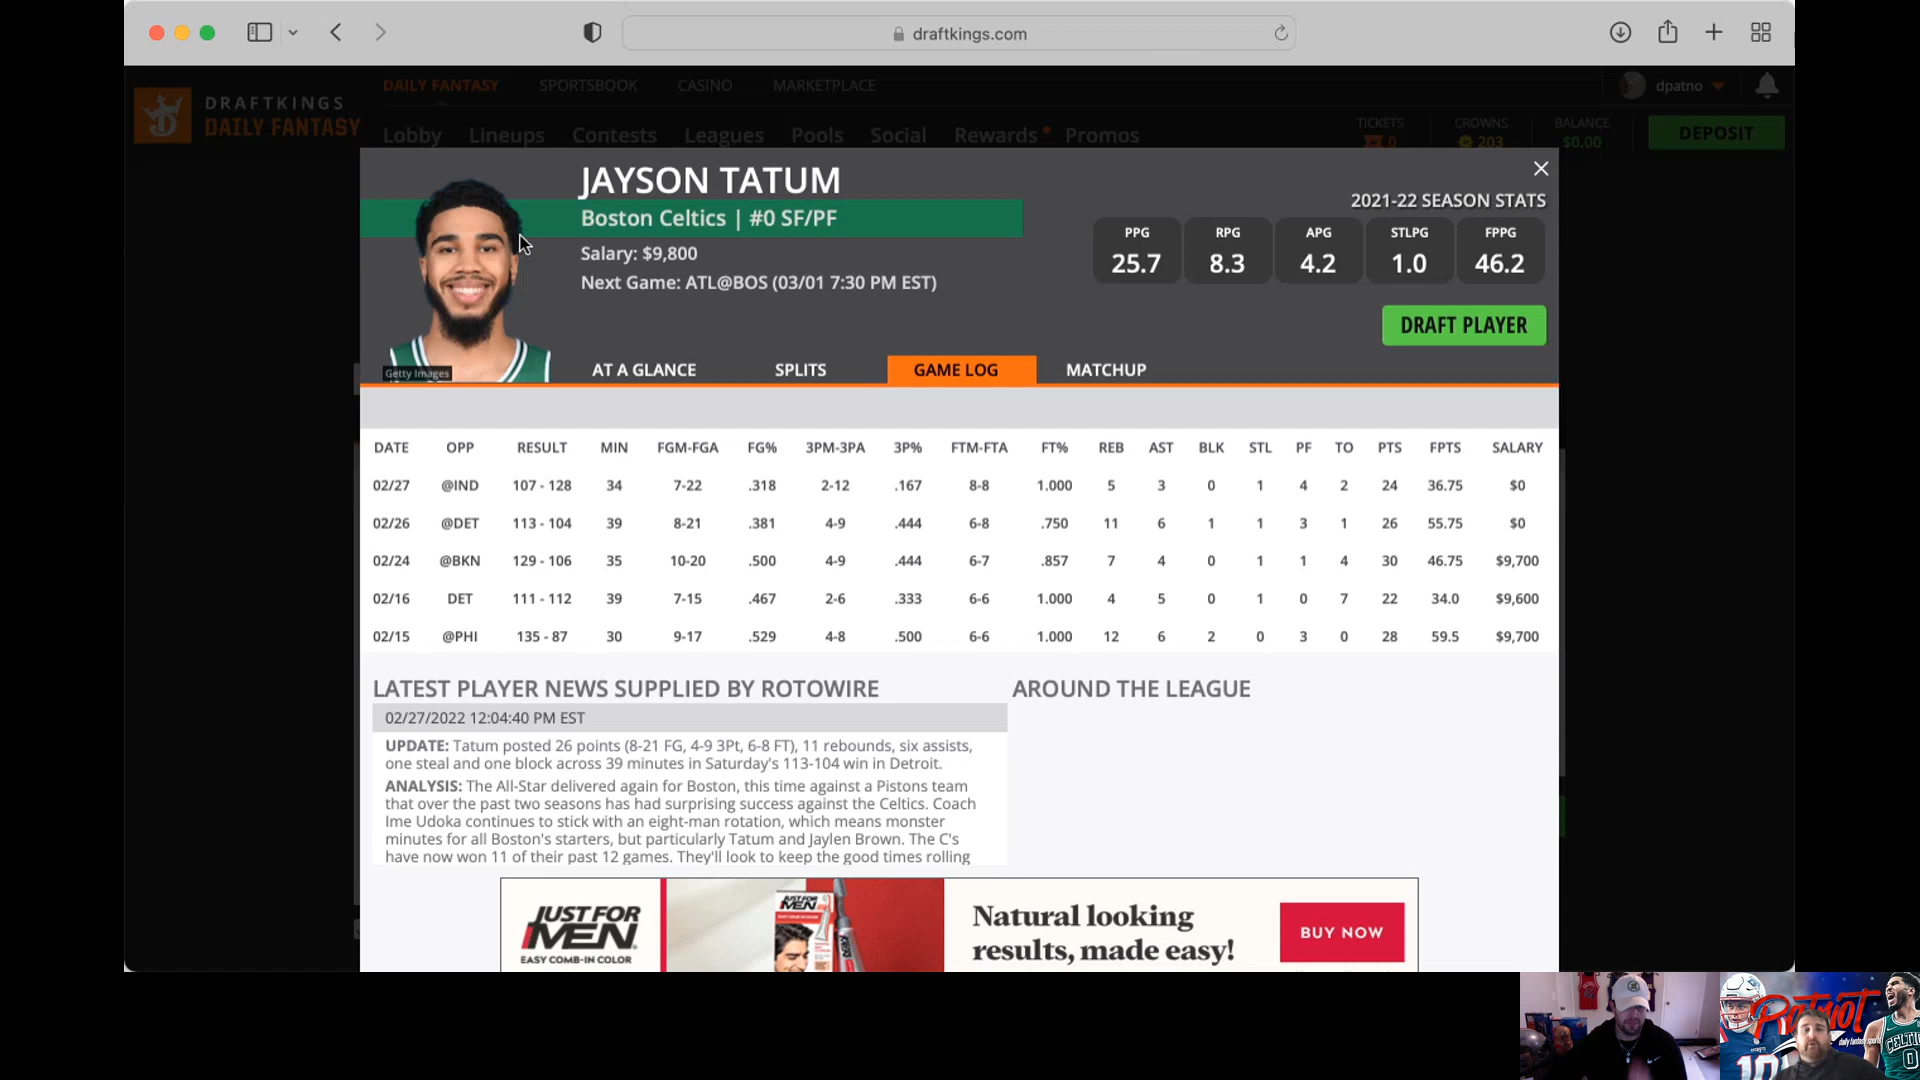 draftkings.com
DRAFTKINGS
DAILY FANTASY
DAILY FANTASY SPORTSBOOK CASINO MARKETPLACE
dpatno
Lobby Lineups Contests Leagues Pools Social Rewards Promos
TICKETS CROWNS BALANCE
0 203 $0.00
DEPOSIT
JAYSON TATUM
Boston Celtics | #0 SF/PF
Salary: $9,800
Next Game: ATL@BOS (03/01 7:30 PM EST)
2021-22 SEASON STATS
PPG RPG APG STLPG FPPG
25.7 8.3 4.2 1.0 46.2
DRAFT PLAYER
Getty Images
AT A GLANCE SPLITS GAME LOG MATCHUP
DATE OPP RESULT MIN FGM-FGA FG% 3PM-3PA 3P% FTM-FTA FT% REB AST BLK STL PF TO PTS FPTS SALARY
02/27 @IND 107 - 128 34 7-22 .318 2-12 .167 8-8 1.000 5 3 0 1 4 2 24 36.75 $0
02/26 @DET 113 - 104 39 8-21 .381 4-9 .444 6-8 .750 11 6 1 1 3 1 26 55.75 $0
02/24 @BKN 129 - 106 35 10-20 .500 4-9 .444 6-7 .857 7 4 0 1 1 4 30 46.75 $9,700
02/16 DET 111 - 112 39 7-15 .467 2-6 .333 6-6 1.000 4 5 0 1 0 7 22 34.0 $9,600
02/15 @PHI 135 - 87 30 9-17 .529 4-8 .500 6-6 1.000 12 6 2 0 3 0 28 59.5 $9,700
LATEST PLAYER NEWS SUPPLIED BY ROTOWIRE
AROUND THE LEAGUE
02/27/2022 12:04:40 PM EST
UPDATE: Tatum posted 26 points (8-21 FG, 4-9 3Pt, 6-8 FT), 11 rebounds, six assists,
one steal and one block across 39 minutes in Saturday's 113-104 win in Detroit.
ANALYSIS: The All-Star delivered again for Boston, this time against a Pistons team
that over the past two seasons has had surprising success against the Celtics. Coach
Ime Udoka continues to stick with an eight-man rotation, which means monster
minutes for all Boston's starters, but particularly Tatum and Jaylen Brown. The C's
have now won 11 of their past 12 games. They'll look to keep the good times rolling
JUST FOR
MEN
EASY COMB-IN COLOR
JUST FOR
MEN
Natural looking
results, made easy!
BUY NOW
Patriot
daily fantasy sports
CELTICS
0
10